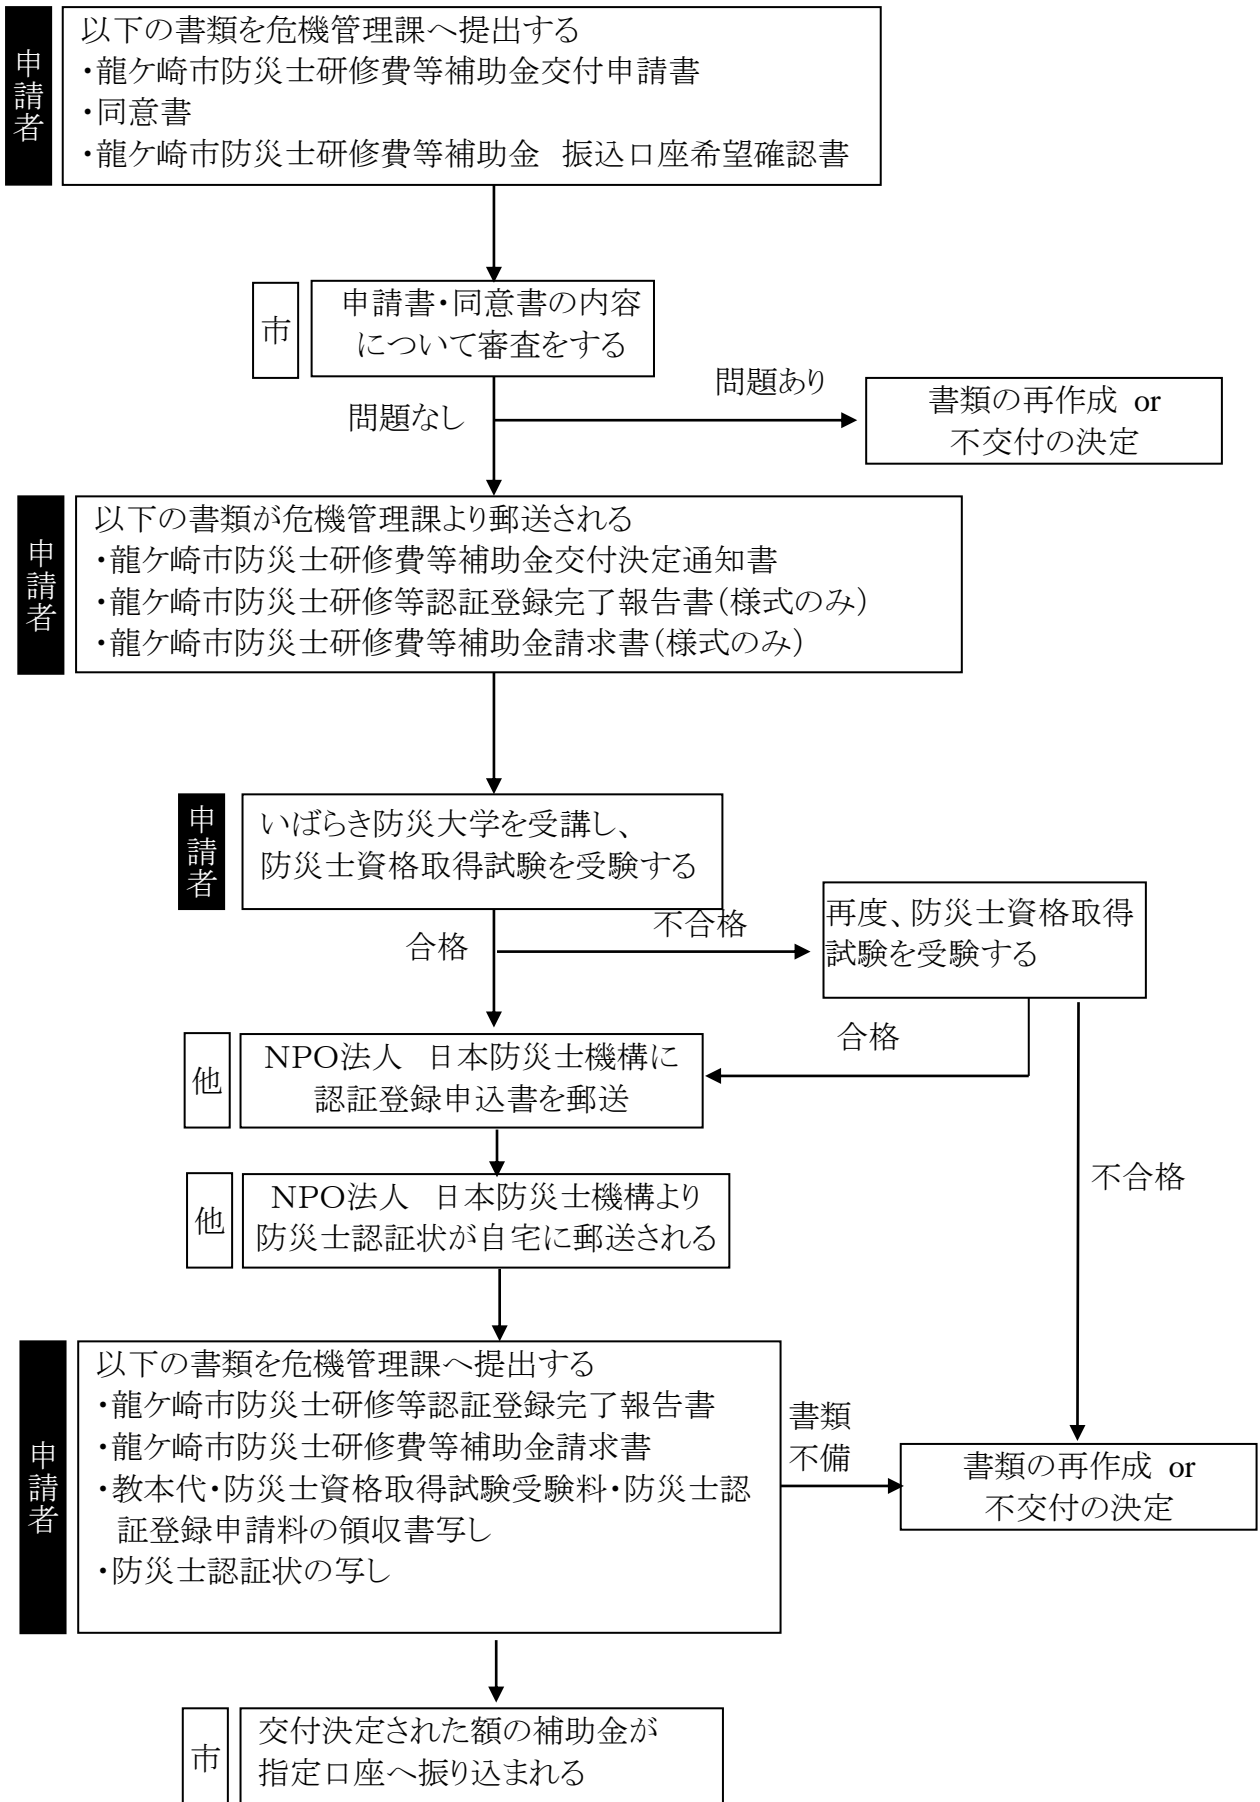 申請者
以下の書類を危機管理課へ提出する
・龍ケ崎市防災士研修費等補助金交付申請書
・同意書
・龍ケ崎市防災士研修費等補助金　振込口座希望確認書
市
申請書・同意書の内容
について審査をする
問題なし
問題あり
書類の再作成 or
不交付の決定
申請者
以下の書類が危機管理課より郵送される
・龍ケ崎市防災士研修費等補助金交付決定通知書
・龍ケ崎市防災士研修等認証登録完了報告書（様式のみ）
・龍ケ崎市防災士研修費等補助金請求書（様式のみ）
申請者
いばらき防災大学を受講し、
防災士資格取得試験を受験する
合格
不合格
再度、防災士資格取得
試験を受験する
合格
不合格
他
NPO法人　日本防災士機構に
認証登録申込書を郵送
他
NPO法人　日本防災士機構より
防災士認証状が自宅に郵送される
申請者
以下の書類を危機管理課へ提出する
・龍ケ崎市防災士研修等認証登録完了報告書
・龍ケ崎市防災士研修費等補助金請求書
・教本代・防災士資格取得試験受験料・防災士認
証登録申請料の領収書写し
・防災士認証状の写し
書類
不備
書類の再作成 or
不交付の決定
市
交付決定された額の補助金が
指定口座へ振り込まれる